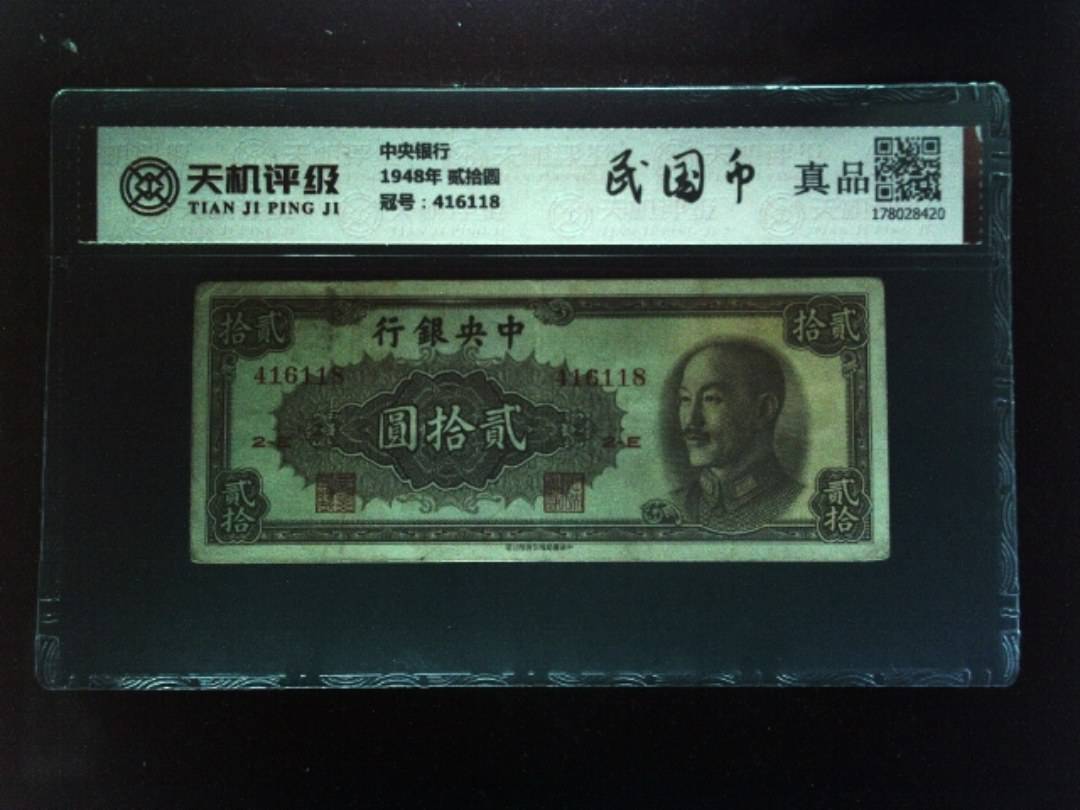 天机评级
TIAN JI PING JI
中央银行
1948年 贰拾圆
冠号：416118
民国币
真品
178028420
拾貳
行銀央中
拾貳
416118
416118
圓拾貳
2-E
2-E
貳拾
貳拾